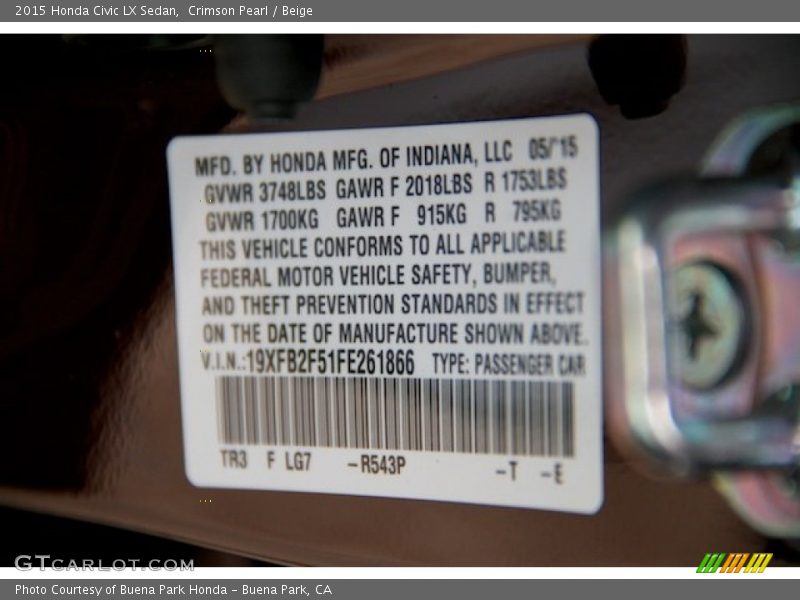 2015 Honda Civic LX Sedan,  Crimson Pearl / Beige
MFD. BY HONDA MFG. OF INDIANA, LLC 05/'15
GVWR 3748LBS GAWR F 2018LBS R 1753LBS
GVWR 1700KG GAWR F 915KG R 795KG
THIS VEHICLE CONFORMS TO ALL APPLICABLE
FEDERAL MOTOR VEHICLE SAFETY, BUMPER,
AND THEFT PREVENTION STANDARDS IN EFFECT
ON THE DATE OF MANUFACTURE SHOWN ABOVE.
V.I.N.:19XFB2F51FE261866 TYPE: PASSENGER CAR
TR3 F LG7 -R543P -T -E
GTCARLOT.COM
Photo Courtesy of Buena Park Honda - Buena Park, CA